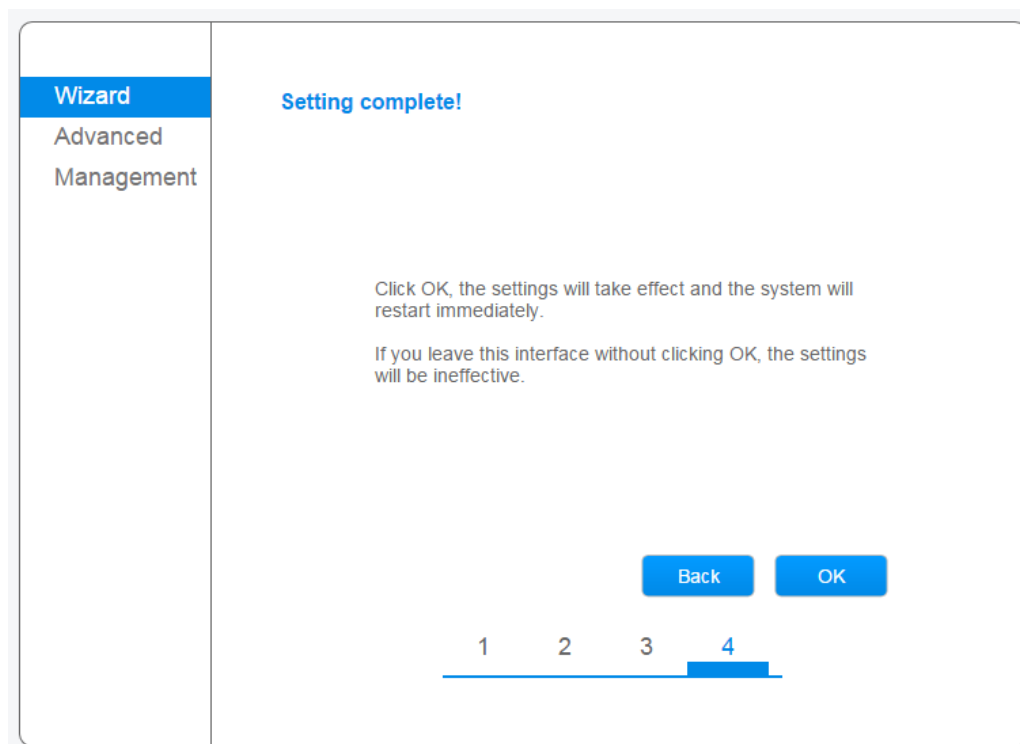 Wizard
Advanced
Management
Setting complete!
Click OK, the settings will take effect and the system will
restart immediately.
If you leave this interface without clicking OK, the settings
will be ineffective.
Back OK
1 2 3 4